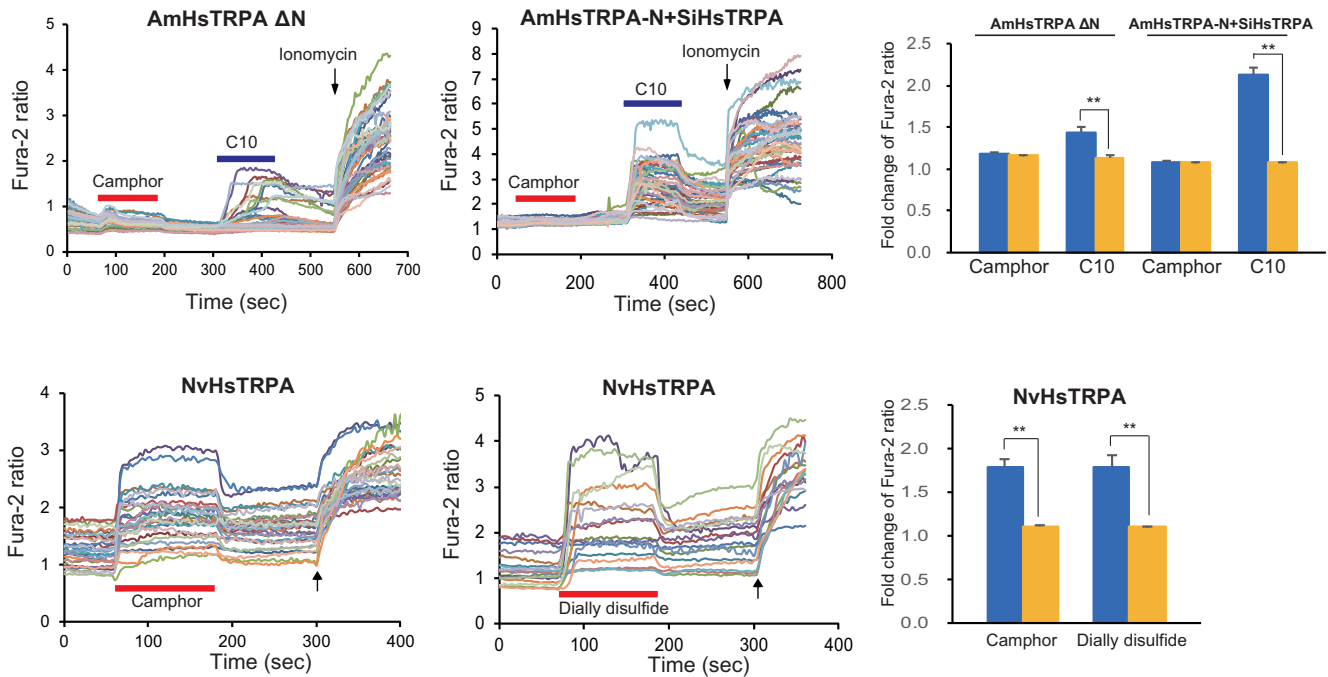 AmHsTRPA ΔN
Fura-2 ratio
5
4
3
2
1
0
Ionomycin
C10
Camphor
0 100 200 300 400 500 600 700
Time (sec)
AmHsTRPA-N+SiHsTRPA
Fura-2 ratio
9
8
7
6
5
4
3
2
1
Ionomycin
C10
Camphor
0 200 400 600 800
Time (sec)
AmHsTRPA ΔN AmHsTRPA-N+SiHsTRPA
Fold change of Fura-2 ratio
2.5
2.0
1.5
1.0
0.5
0.0
**
**
Camphor C10 Camphor C10
NvHsTRPA
Fura-2 ratio
4
3
2
1
0
Camphor
0 100 200 300 400
Time (sec)
NvHsTRPA
Fura-2 ratio
5
4
3
2
1
0
Dially disulfide
0 100 200 300 400
Time (sec)
NvHsTRPA
Fold change of Fura-2 ratio
2.5
2.0
1.5
1.0
0.5
0.0
** **
Camphor Dially disulfide